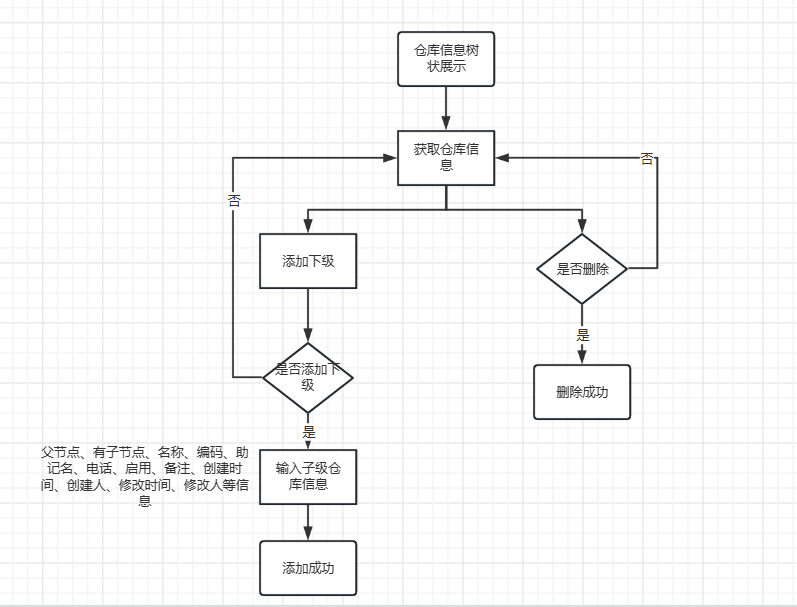 仓库信息树
状展示
获取仓库信
息
否
否
添加下级
是否删除
是
是否添加下
级
删除成功
是
父节点、有子节点、名称、编码、助
记名、电话、启用、备注、创建时
间、创建人、修改时间、修改人等信
息
输入子级仓
库信息
添加成功